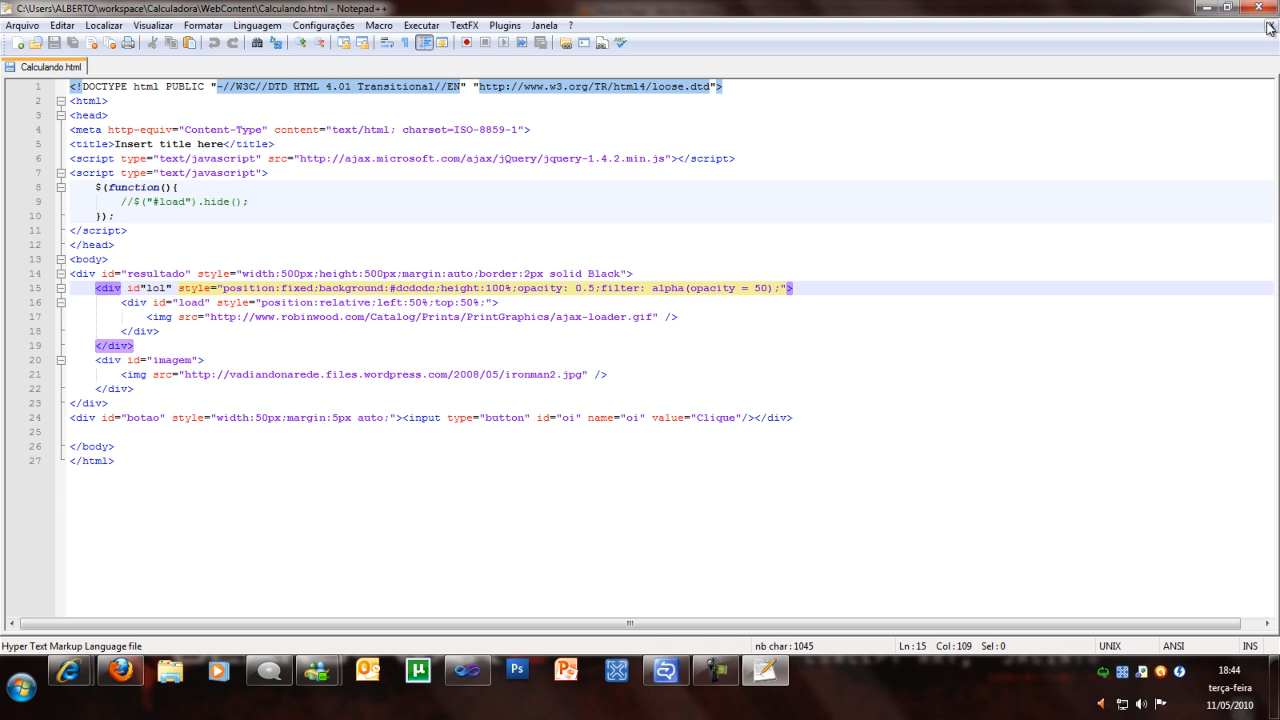 C:\Users\ALBERTO\workspace\Calculadora\WebContent\Calculando.html - Notepad++
Arquivo Editar Localizar Visualizar Formatar Linguagem Configurações Macro Executar TextFX Plugins Janela ? X
Calculando.html
1 <!DOCTYPE html PUBLIC "-//W3C//DTD HTML 4.01 Transitional//EN" "http://www.w3.org/TR/html4/loose.dtd">
2 <html>
3 <head>
4 <meta http-equiv="Content-Type" content="text/html; charset=ISO-8859-1">
5 <title>Insert title here</title>
6 <script type="text/javascript" src="http://ajax.microsoft.com/ajax/jQuery/jquery-1.4.2.min.js"></script>
7 <script type="text/javascript">
8 $(function(){
9 //$("#load").hide();
10 });
11 </script>
12 </head>
13 <body>
14 <div id="resultado" style="width:500px;height:500px;margin:auto;border:2px solid Black">
15 <div id"lol" style="position:fixed;background:#dcdcdc;height:100%;opacity: 0.5;filter: alpha(opacity = 50);">
16 <div id="load" style="position:relative;left:50%;top:50%;">
17 <img src="http://www.robinwood.com/Catalog/Prints/PrintGraphics/ajax-loader.gif" />
18 </div>
19 </div>
20 <div id="imagem">
21 <img src="http://vadiandonarede.files.wordpress.com/2008/05/ironman2.jpg" />
22 </div>
23 </div>
24 <div id="botao" style="width:50px;margin:5px auto;"><input type="button" id="oi" name="oi" value="Clique"/></div>
25
26 </body>
27 </html>
Hyper Text Markup Language file nb char : 1045 Ln : 15 Col : 109 Sel : 0 UNIX ANSI INS
18:44
terça-feira
11/05/2010